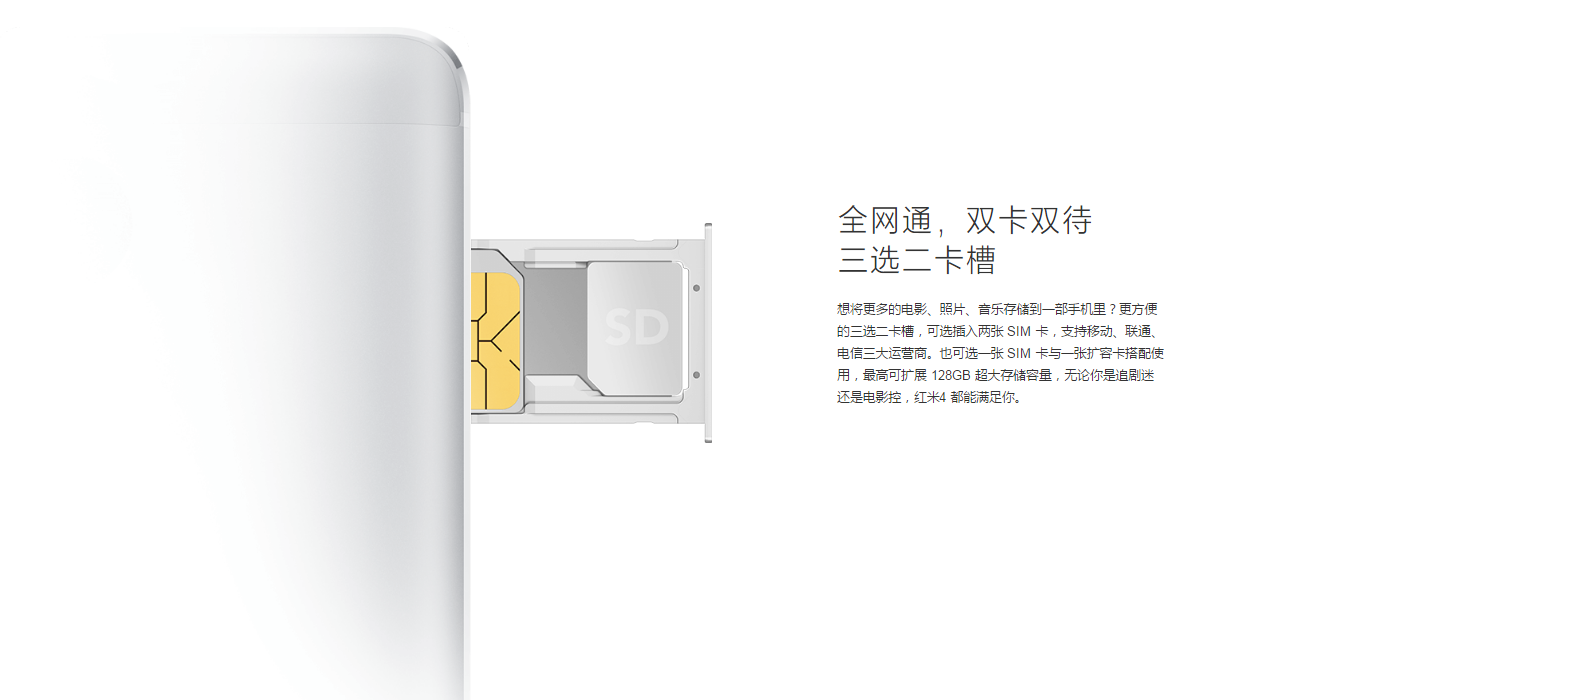 全网通，双卡双待
三选二卡槽
想将更多的电影、照片、音乐存储到一部手机里？更方便
的三选二卡槽，可选插入两张 SIM 卡，支持移动、联通、
电信三大运营商。也可选一张 SIM 卡与一张扩容卡搭配使
用，最高可扩展 128GB 超大存储容量，无论你是追剧迷
还是电影控，红米4 都能满足你。
SD